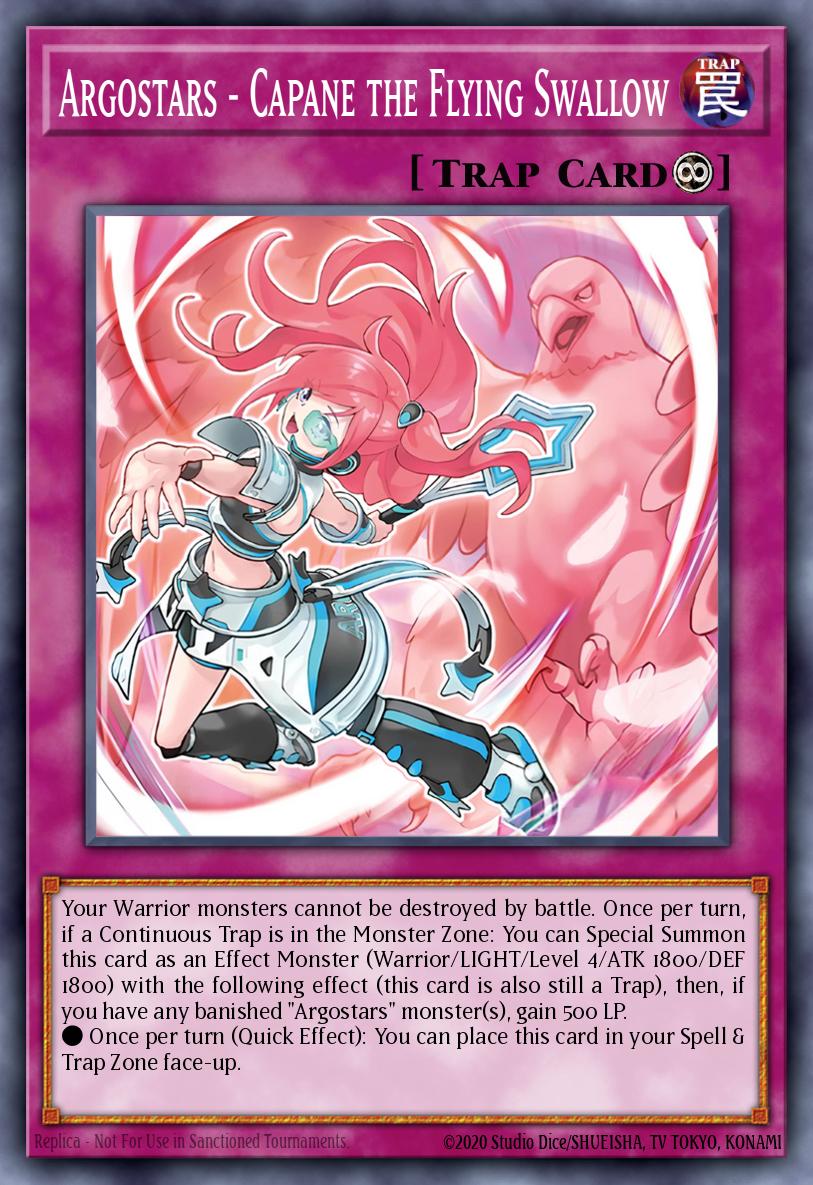 Argostars - Capane the Flying Swallow
TRAP
罠
[ Trap Card ∞ ]
Your Warrior monsters cannot be destroyed by battle. Once per turn,
if a Continuous Trap is in the Monster Zone: You can Special Summon
this card as an Effect Monster (Warrior/LIGHT/Level 4/ATK 1800/DEF
1800) with the following effect (this card is also still a Trap), then, if
you have any banished "Argostars" monster(s), gain 500 LP.
● Once per turn (Quick Effect): You can place this card in your Spell &
Trap Zone face-up.
Replica - Not For Use in Sanctioned Tournaments.
©2020 Studio Dice/SHUEISHA, TV TOKYO, KONAMI